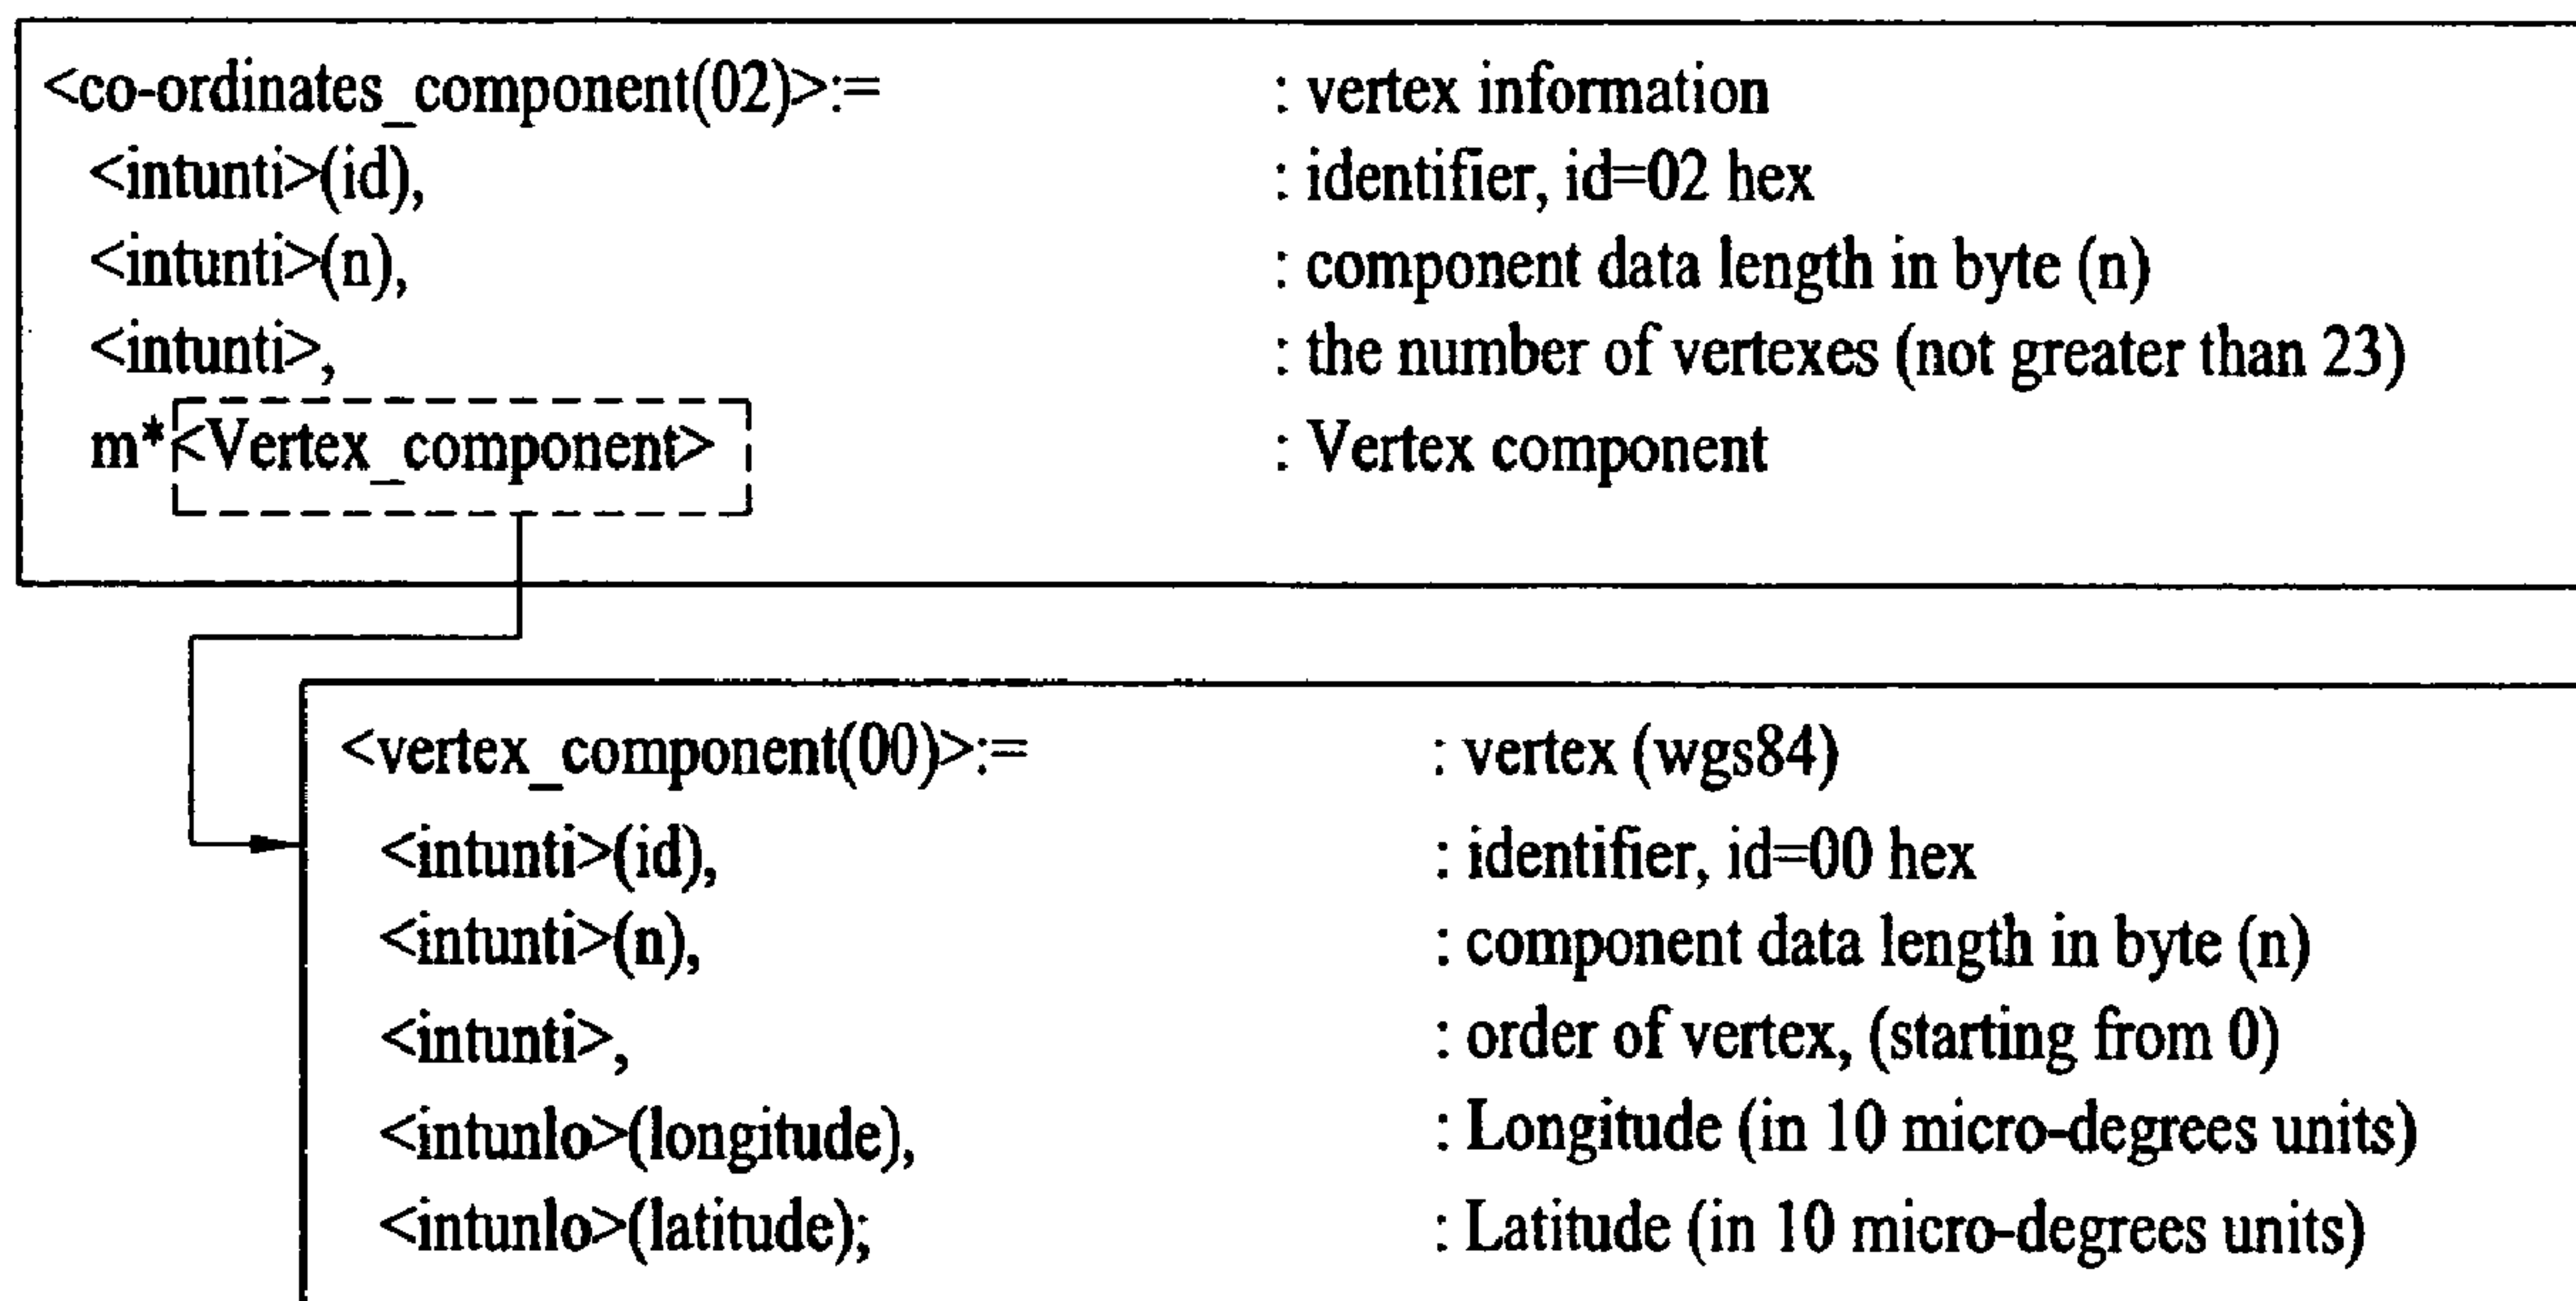 <co-ordinates_component(02)>:= : vertex information
<intunti>(id), : identifier, id=02 hex
<intunti>(n), : component data length in byte (n)
<intunti>, : the number of vertexes (not greater than 23)
m*<Vertex_component> : Vertex component
<vertex_component(00)>:= : vertex (wgs84)
<intunti>(id), : identifier, id=00 hex
<intunti>(n), : component data length in byte (n)
<intunti>, : order of vertex, (starting from 0)
<intunlo>(longitude), : Longitude (in 10 micro-degrees units)
<intunlo>(latitude); : Latitude (in 10 micro-degrees units)